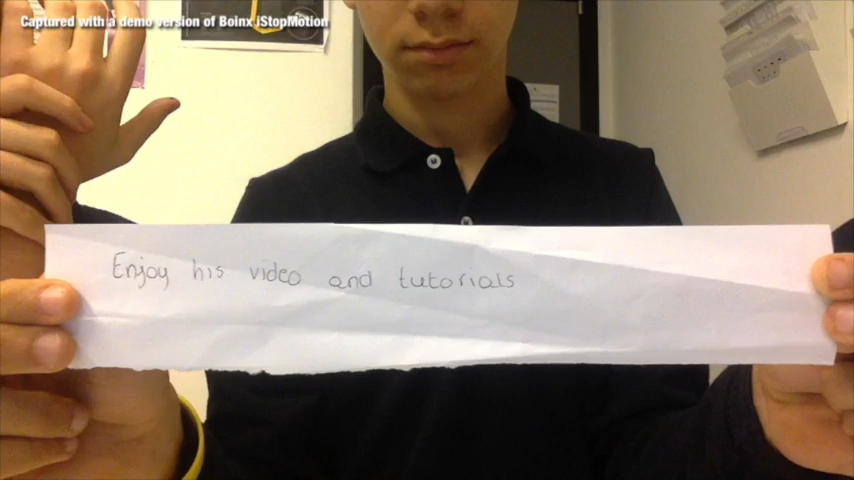 Captured with a demo version of Boinx iStopMotion
Enjoy his video and tutorials